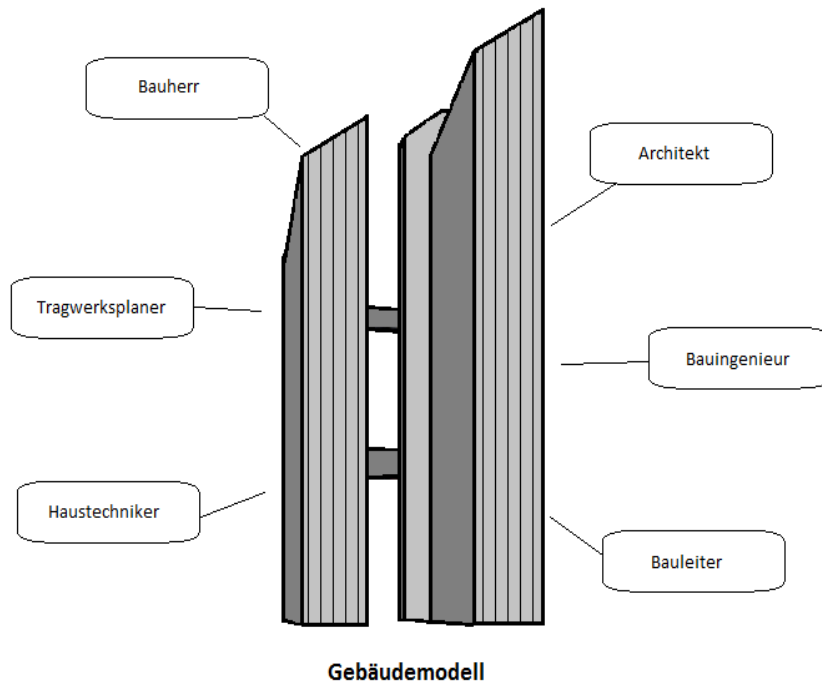 Bauherr
Architekt
Tragwerksplaner
Bauingenieur
Haustechniker
Bauleiter
Gebäudemodell